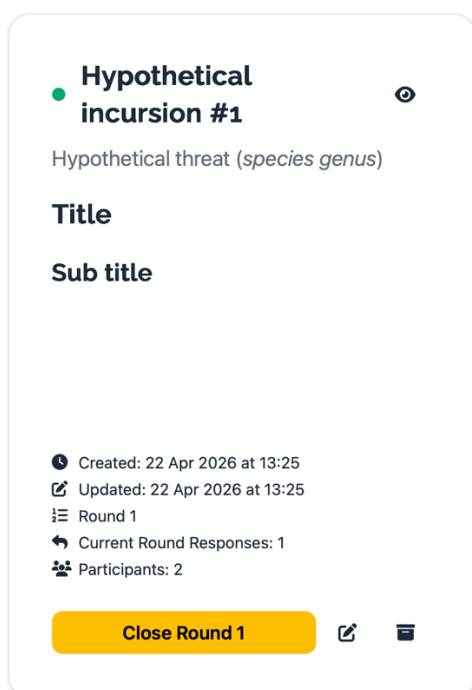 Hypothetical
incursion #1
Hypothetical threat (species genus)
Title
Sub title
Created: 22 Apr 2026 at 13:25
Updated: 22 Apr 2026 at 13:25
Round 1
Current Round Responses: 1
Participants: 2
Close Round 1